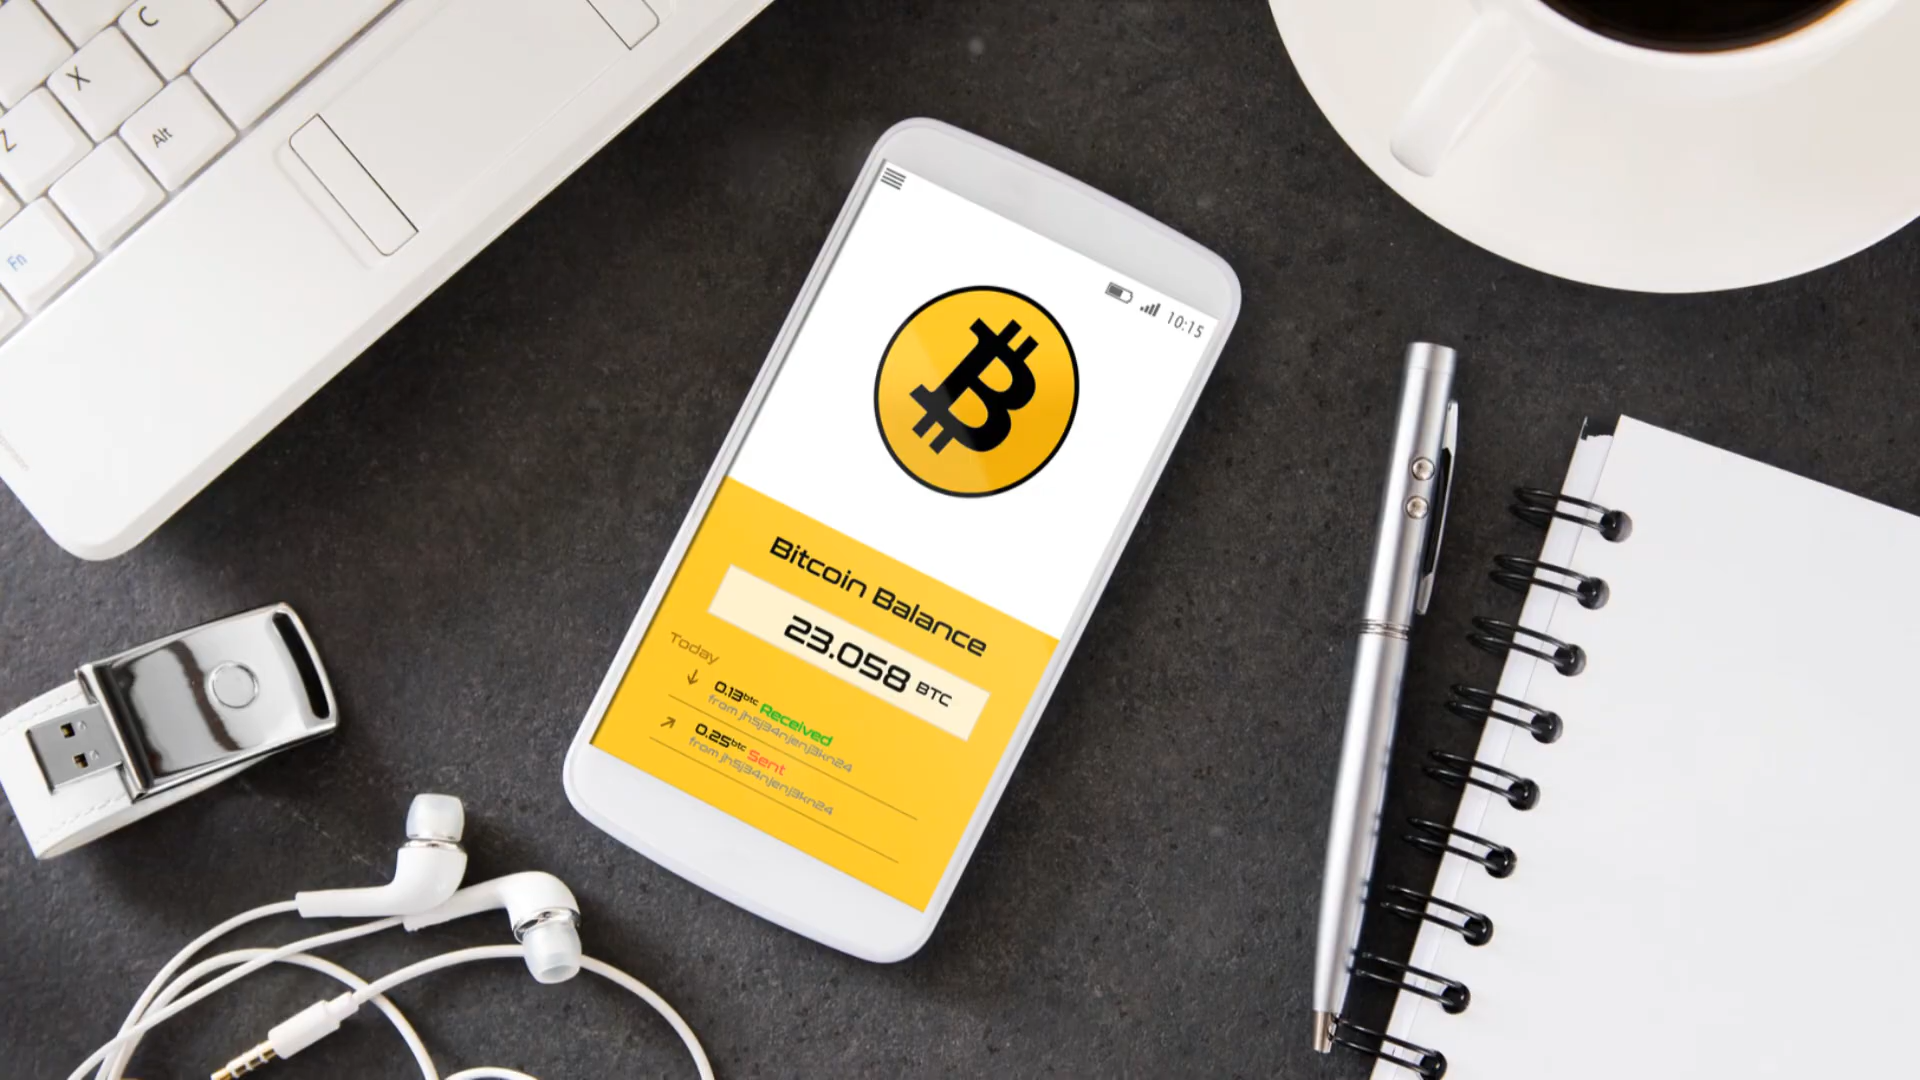 C
X
Z
Alt
Fn
10:15
Bitcoin Balance
23.058 BTC
Today
0.13btc Received
from jh5j34njenj3kn24
0.25btc Sent
from jh5j34njenj3kn24